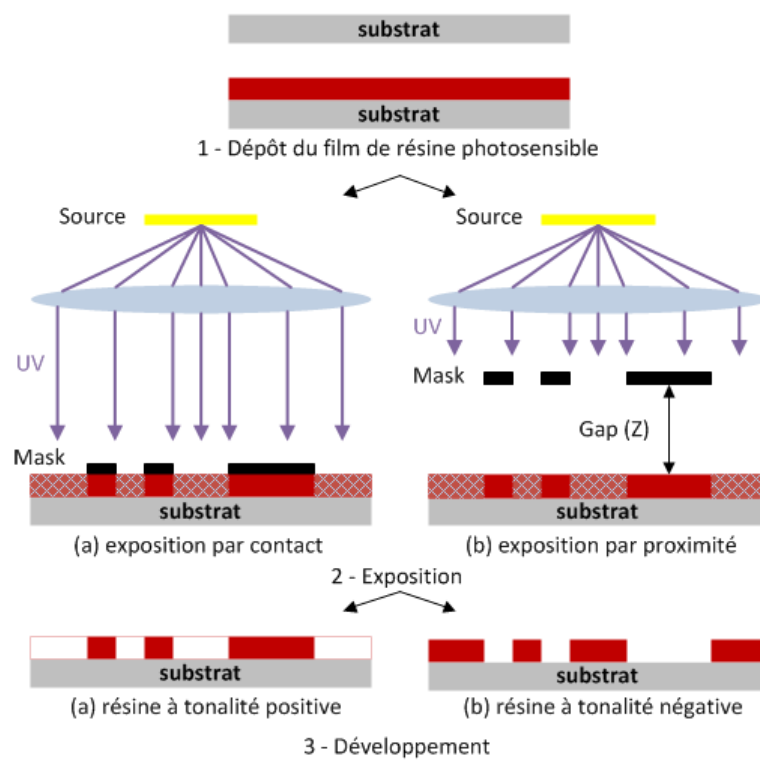 substrat
substrat
1 - Dépôt du film de résine photosensible
Source
Source
UV
UV
Mask
Gap (Z)
Mask
substrat
substrat
(a) exposition par contact
(b) exposition par proximité
2 - Exposition
substrat
substrat
(a) résine à tonalité positive
(b) résine à tonalité négative
3 - Développement